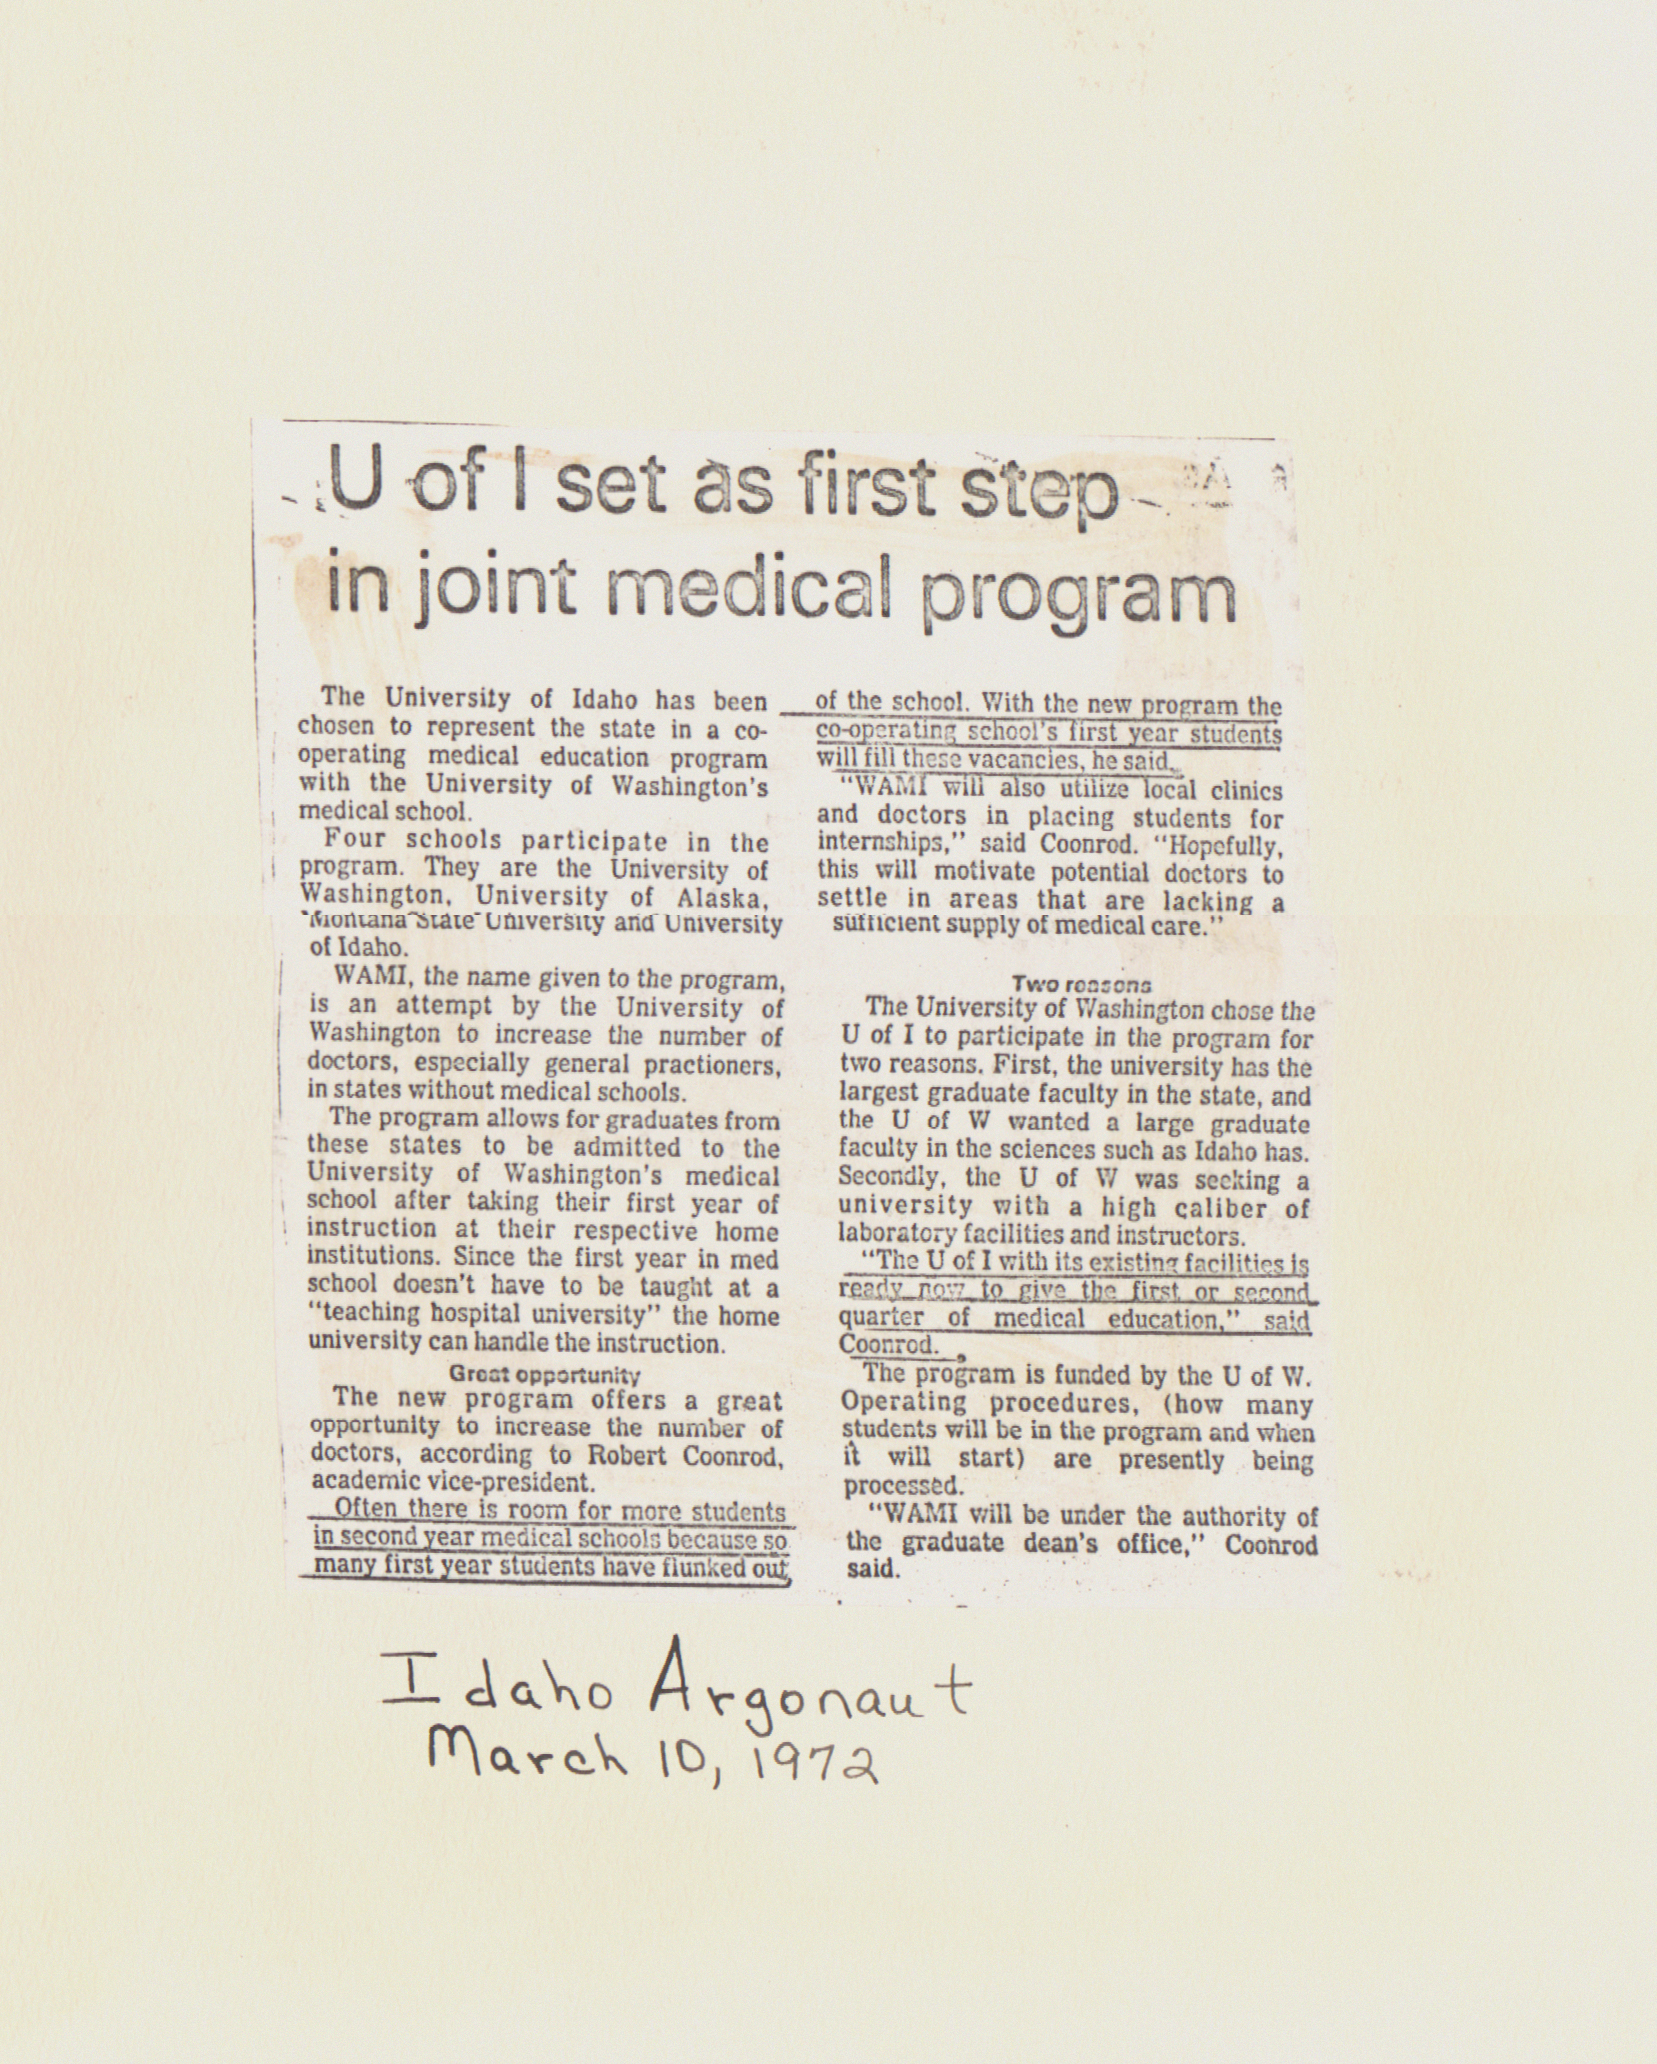 U of I set as first step
in joint medical program
The University of Idaho has been
chosen to represent the state in a co-
operating medical education program
with the University of Washington's
medical school.
Four schools participate in the
program. They are the University of
Washington, University of Alaska,
Montana State University and University
of Idaho.
WAMI, the name given to the program,
is an attempt by the University of
Washington to increase the number of
doctors, especially general practioners,
in states without medical schools.
The program allows for graduates from
these states to be admitted to the
University of Washington's medical
school after taking their first year of
instruction at their respective home
institutions. Since the first year in med
school doesn't have to be taught at a
"teaching hospital university" the home
university can handle the instruction.
Great opportunity
The new program offers a great
opportunity to increase the number of
doctors, according to Robert Coonrod,
academic vice-president.
Often there is room for more students
in second year medical schools because so
many first year students have flunked out
of the school. With the new program the
co-operating school's first year students
will fill these vacancies, he said.
"WAMI will also utilize local clinics
and doctors in placing students for
internships," said Coonrod. "Hopefully,
this will motivate potential doctors to
settle in areas that are lacking a
sufficient supply of medical care."
Two reasons
The University of Washington chose the
U of I to participate in the program for
two reasons. First, the university has the
largest graduate faculty in the state, and
the U of W wanted a large graduate
faculty in the sciences such as Idaho has.
Secondly, the U of W was seeking a
university with a high caliber of
laboratory facilities and instructors.
"The U of I with its existing facilities is
ready now to give the first or second
quarter of medical education," said
Coonrod.
The program is funded by the U of W.
Operating procedures, (how many
students will be in the program and when
it will start) are presently being
processed.
"WAMI will be under the authority of
the graduate dean's office," Coonrod
said.
Idaho Argonaut
March 10, 1972